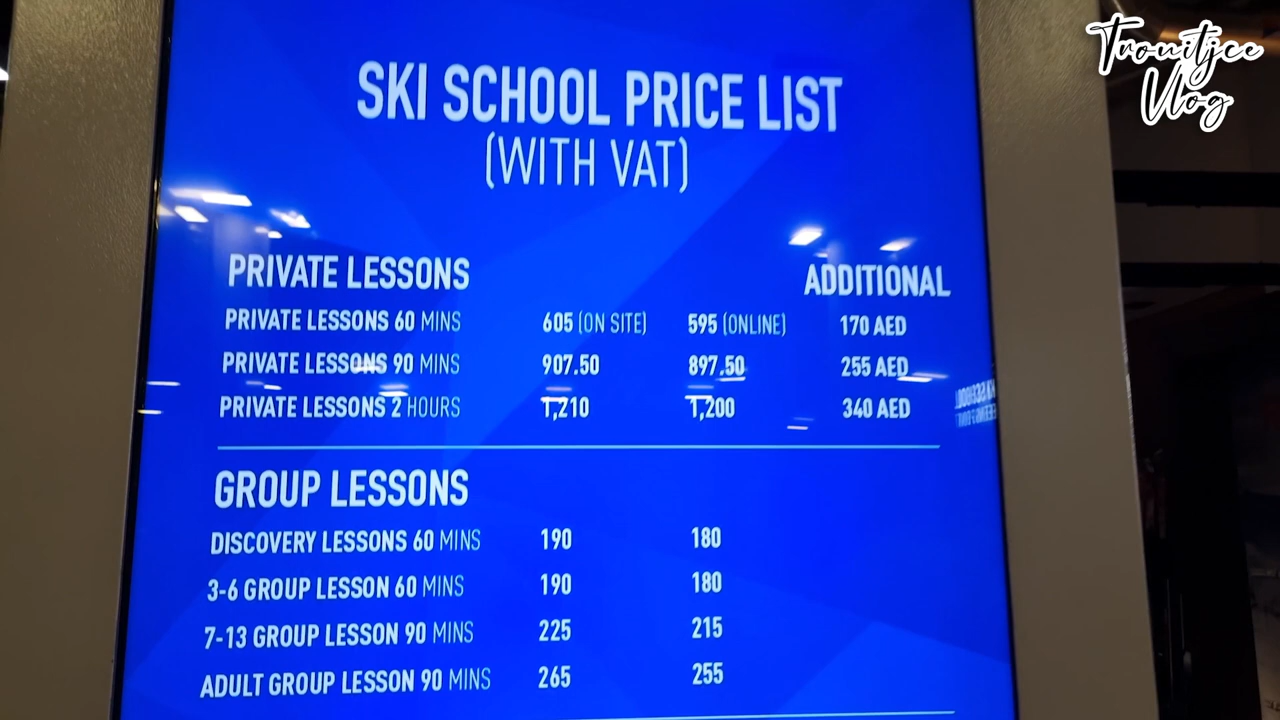 Trouitjee
Vlog
SKI SCHOOL PRICE LIST
(WITH VAT)
PRIVATE LESSONS ADDITIONAL
PRIVATE LESSONS 60 MINS 605 (ON SITE) 595 (ONLINE) 170 AED
PRIVATE LESSONS 90 MINS 907.50 897.50 255 AED
PRIVATE LESSONS 2 HOURS 1,210 1,200 340 AED
GROUP LESSONS
DISCOVERY LESSONS 60 MINS 190 180
3-6 GROUP LESSON 60 MINS 190 180
7-13 GROUP LESSON 90 MINS 225 215
ADULT GROUP LESSON 90 MINS 265 255